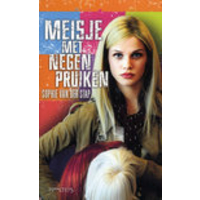 MEISJE
MET
NEGEN
PRUIKEN
SOPHIE VAN DER STAP